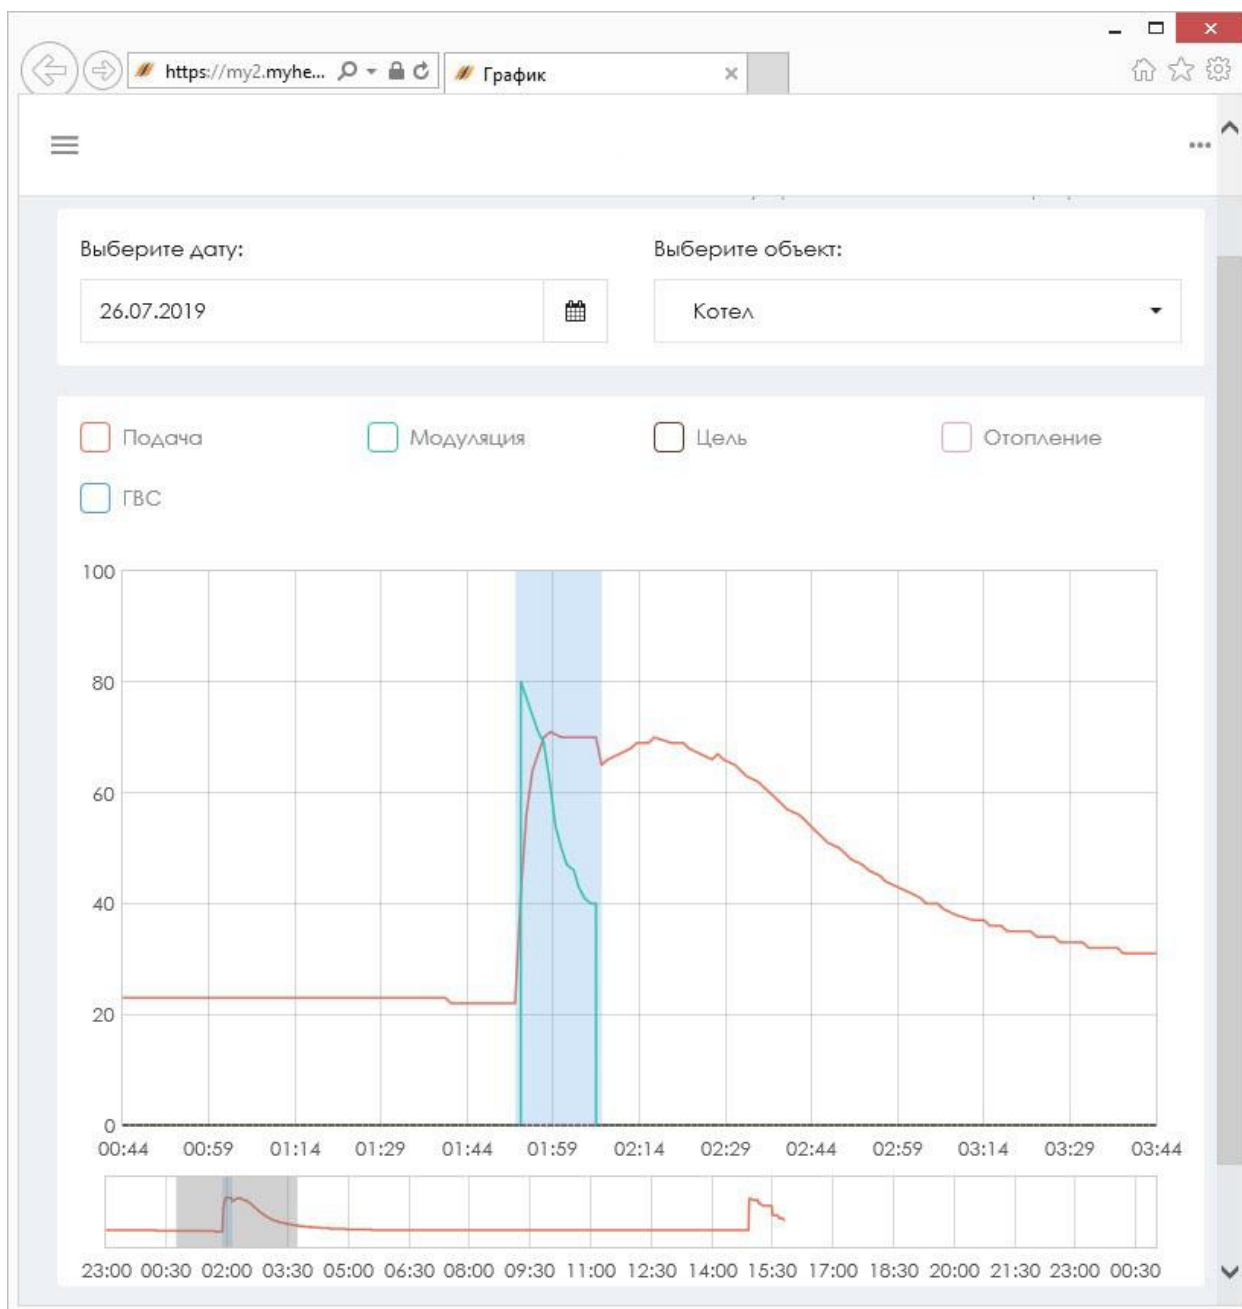 https://my2.myhe...
График
Выберите дату:
Выберите объект:
26.07.2019
Котел
Подача
Модуляция
Цель
Отопление
ГВС
100
80
60
40
20
0
00:44 00:59 01:14 01:29 01:44 01:59 02:14 02:29 02:44 02:59 03:14 03:29 03:44
23:00 00:30 02:00 03:30 05:00 06:30 08:00 09:30 11:00 12:30 14:00 15:30 17:00 18:30 20:00 21:30 23:00 00:30